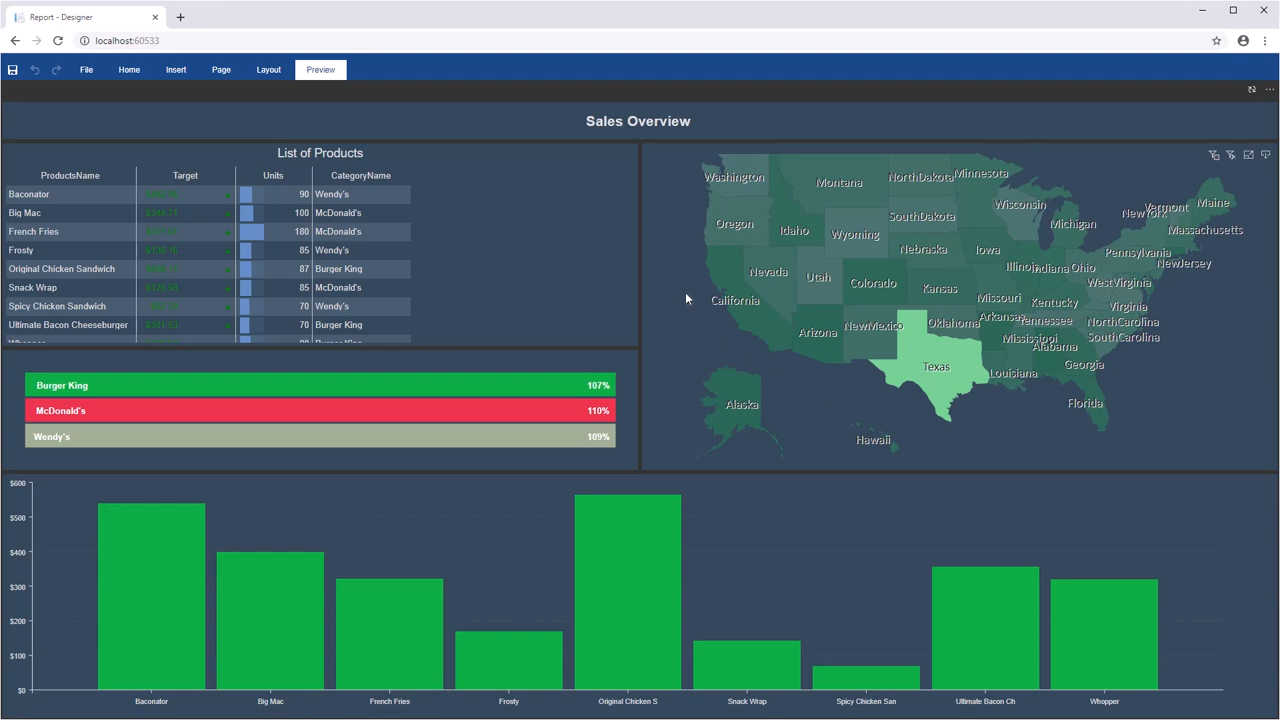 Report - Designer
localhost:60533
File Home Insert Page Layout Preview
Sales Overview
List of Products
ProductsName Target Units CategoryName
Baconator 90 Wendy's
Big Mac $344.71 100 McDonald's
French Fries 180 McDonald's
Frosty $136.16 85 Wendy's
Original Chicken Sandwich 87 Burger King
Snack Wrap $125.58 85 McDonald's
Spicy Chicken Sandwich 70 Wendy's
Ultimate Bacon Cheeseburger $301.03 70 Burger King
Burger King 107%
McDonald's 110%
Wendy's 109%
Washington
Montana
NorthDakota
Minnesota
Oregon
Idaho
Wyoming
SouthDakota
Wisconsin
Michigan
NewYork
Vermont
Maine
Massachusetts
Nebraska
Iowa
Illinois
Indiana
Ohio
Pennsylvania
NewJersey
Nevada
Utah
Colorado
Kansas
Missouri
Kentucky
WestVirginia
Virginia
California
Arizona
NewMexico
Oklahoma
Arkansas
Tennessee
NorthCarolina
SouthCarolina
Mississippi
Alabama
Georgia
Texas
Louisiana
Florida
Alaska
Hawaii
$600
$500
$400
$300
$200
$100
$0
Baconator Big Mac French Fries Frosty Original Chicken S Snack Wrap Spicy Chicken San Ultimate Bacon Ch Whopper